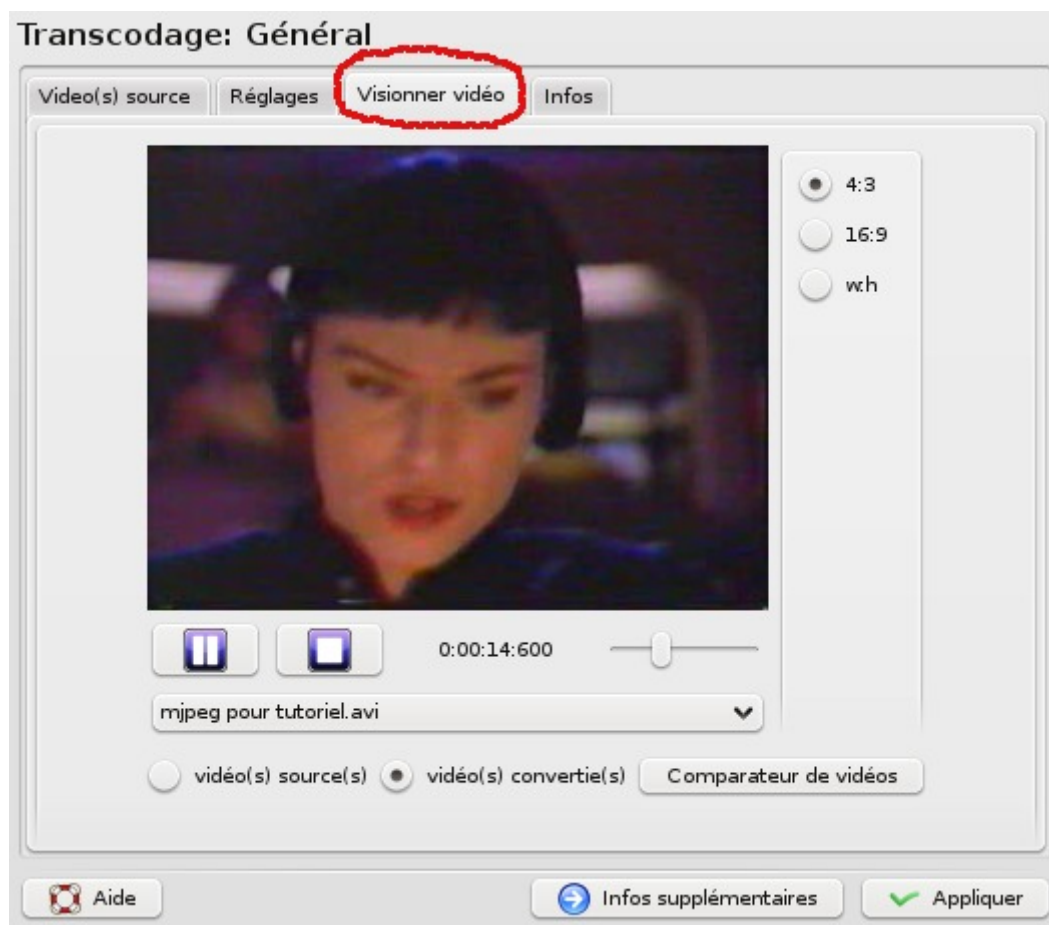 Transcodage: Général
Video(s) source
Réglages
Visionner vidéo
Infos
4:3
16:9
w:h
0:00:14:600
mjpeg pour tutoriel.avi
vidéo(s) source(s)
vidéo(s) convertie(s)
Comparateur de vidéos
Aide
Infos supplémentaires
Appliquer